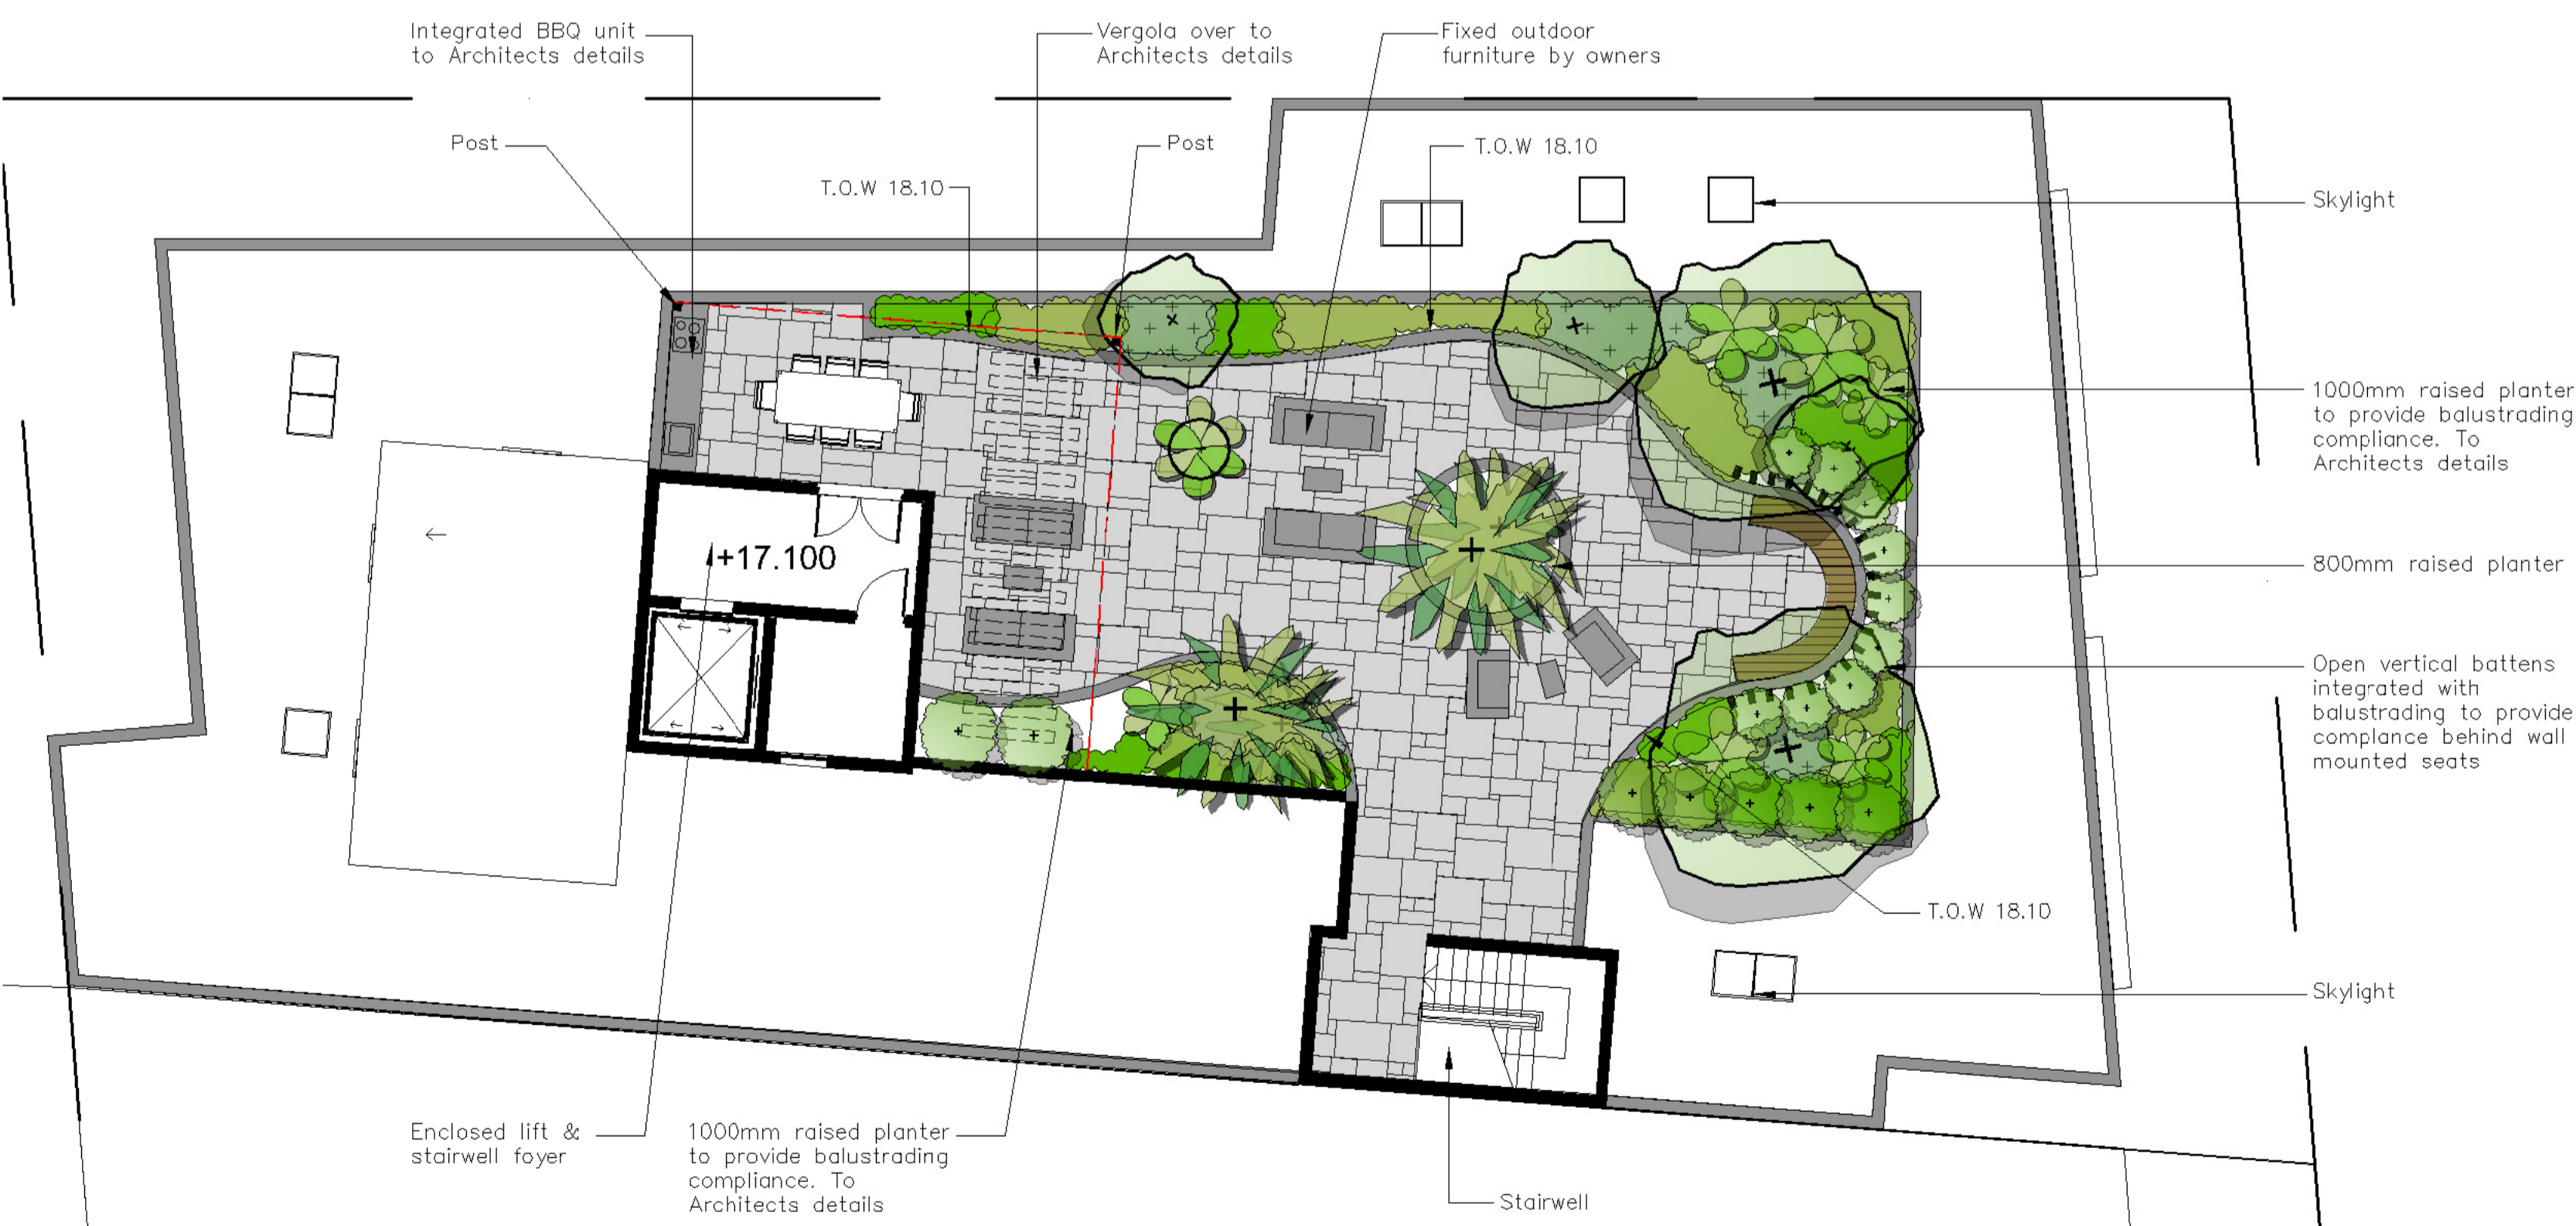 Integrated BBQ unit
to Architects details
Vergola over to
Architects details
Fixed outdoor
furniture by owners
Post
Post
T.O.W 18.10
T.O.W 18.10
Skylight
1000mm raised planter
to provide balustrading
compliance. To
Architects details
+17.100
800mm raised planter
Open vertical battens
integrated with
balustrading to provide
complance behind wall
mounted seats
T.O.W 18.10
Skylight
Enclosed lift &
stairwell foyer
1000mm raised planter
to provide balustrading
compliance. To
Architects details
Stairwell